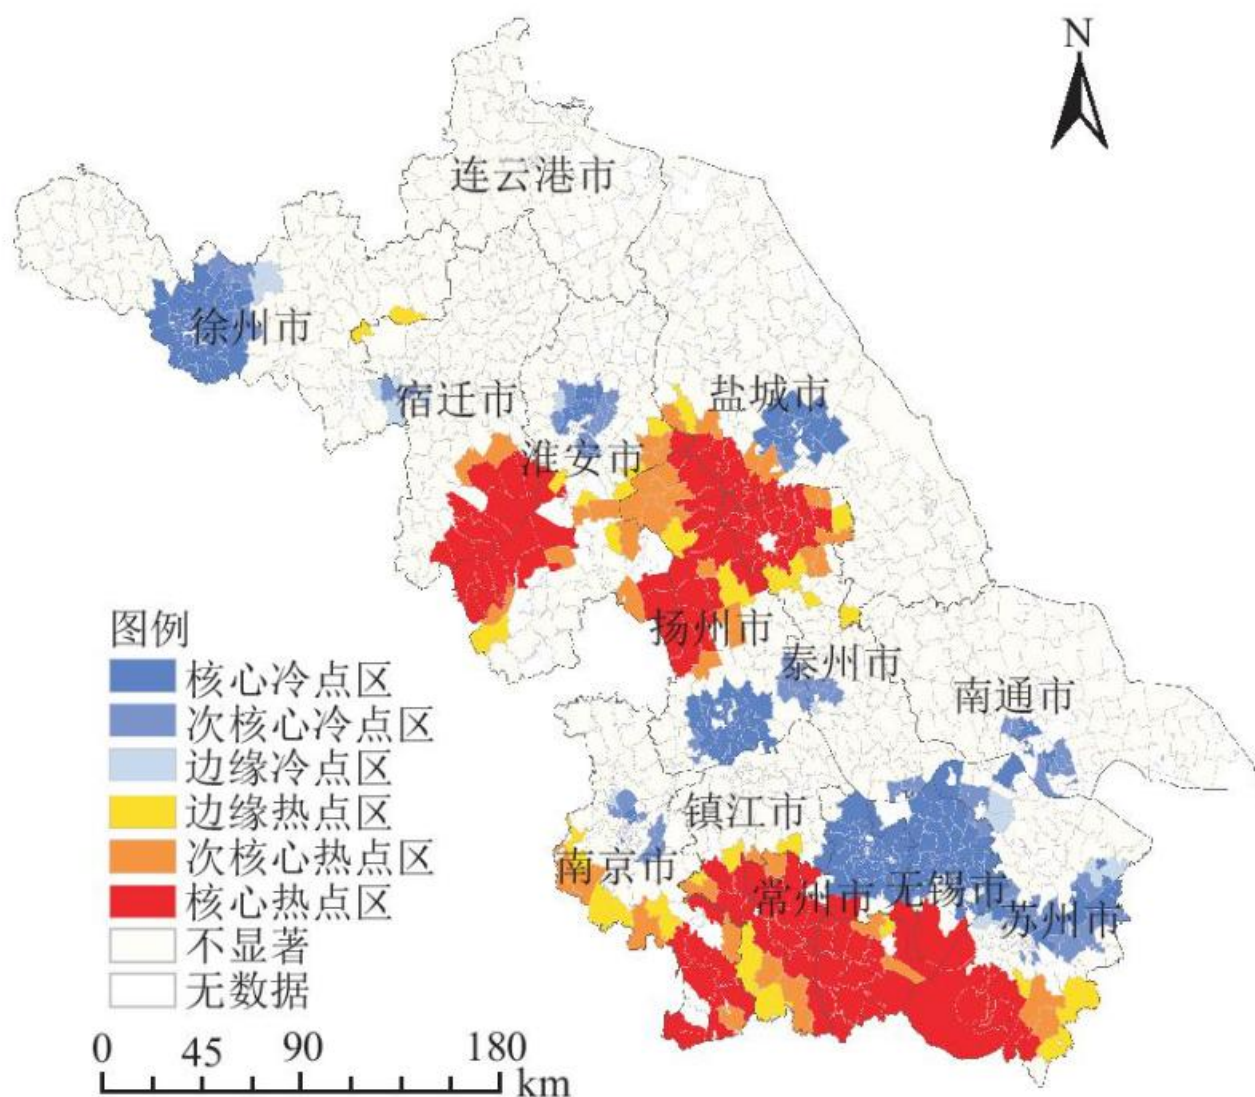 N
连云港市
徐州市
宿迁市
盐城市
淮安市
扬州市
泰州市
南通市
镇江市
南京市
常州市
无锡市
苏州市
图例
核心冷点区
次核心冷点区
边缘冷点区
边缘热点区
次核心热点区
核心热点区
不显著
无数据
0 45 90 180
km